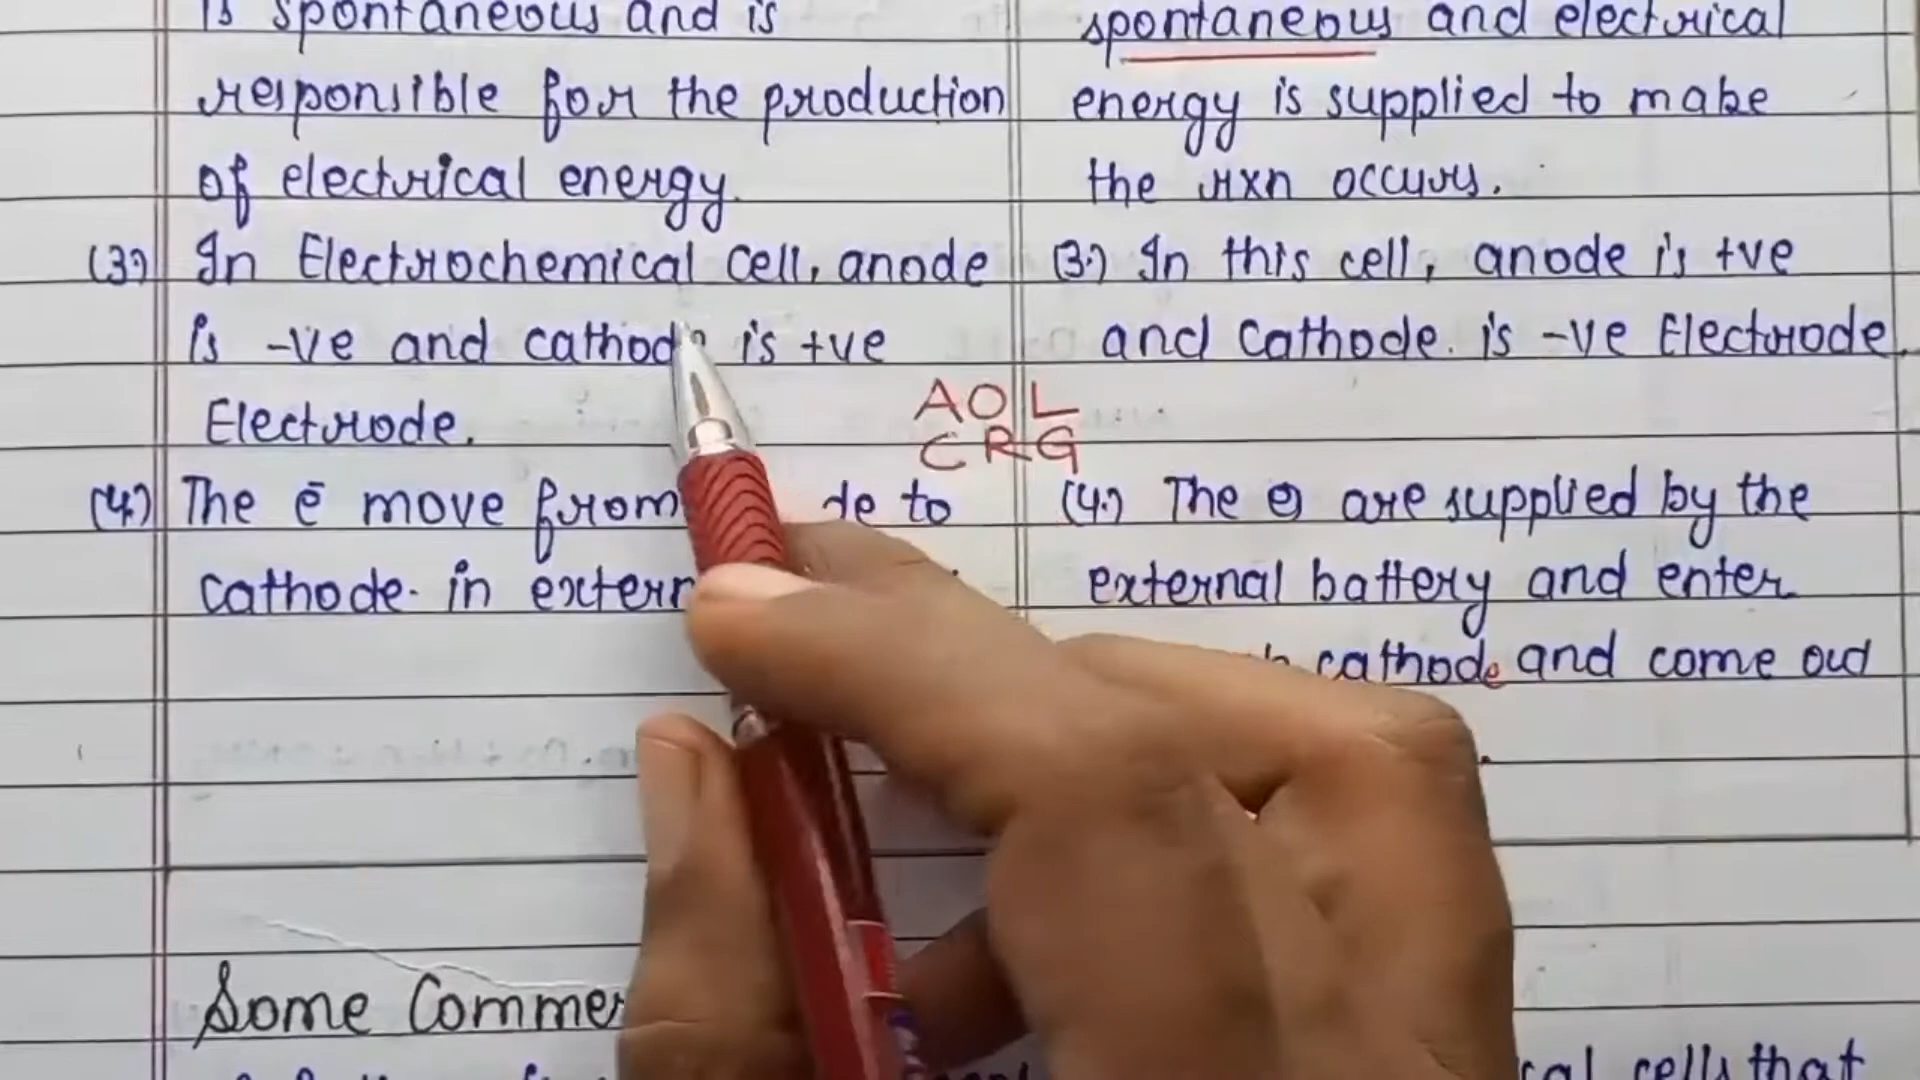 is spontaneous and is
responsible for the production
of electrical energy.
(3) In Electrochemical Cell, anode
is -ve and cathode is +ve
Electrode.
(4.) The e̅ move from de to
cathode. in extern
spontaneous and electrical
energy is supplied to make
the rxn occurs.
(3.) In this cell, anode is +ve
and Cathode. is -ve Electrode.
(4.) The are supplied by the
external battery and enter
cathode and come out
AOL
CRG
Some Commer
cal cells that